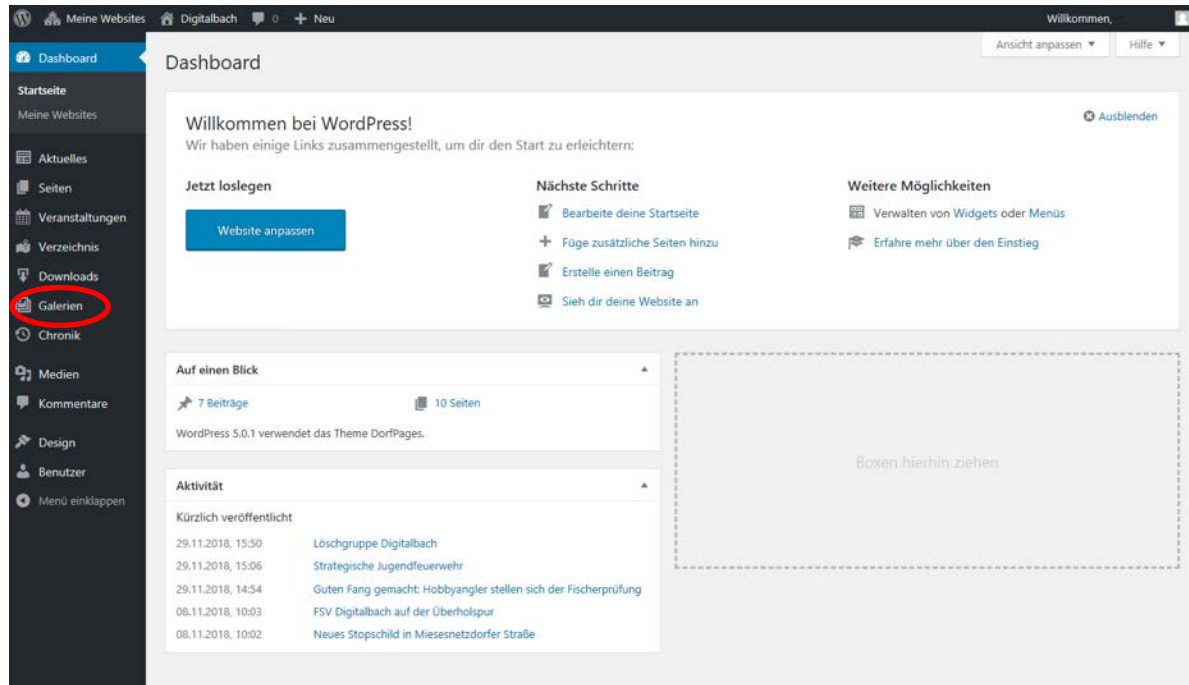 Meine Websites Digitalbach 0 + Neu Willkommen,
Ansicht anpassen Hilfe
Dashboard
Startseite
Meine Websites
Aktuelles
Seiten
Veranstaltungen
Verzeichnis
Downloads
Galerien
Chronik
Medien
Kommentare
Design
Benutzer
Menü einklappen
Dashboard
Willkommen bei WordPress!
Ausblenden
Wir haben einige Links zusammengestellt, um dir den Start zu erleichtern:
Jetzt loslegen
Website anpassen
Nächste Schritte
Bearbeite deine Startseite
Füge zusätzliche Seiten hinzu
Erstelle einen Beitrag
Sieh dir deine Website an
Weitere Möglichkeiten
Verwalten von Widgets oder Menüs
Erfahre mehr über den Einstieg
Auf einen Blick
7 Beiträge 10 Seiten
WordPress 5.0.1 verwendet das Theme DorfPages.
Aktivität
Kürzlich veröffentlicht
29.11.2018, 15:50 Löschgruppe Digitalbach
29.11.2018, 15:06 Strategische Jugendfeuerwehr
29.11.2018, 14:54 Guten Fang gemacht: Hobbyangler stellen sich der Fischerprüfung
08.11.2018, 10:03 FSV Digitalbach auf der Überholspur
08.11.2018, 10:02 Neues Stopschild in Miesesnetzdorfer Straße
Boxen hierhin ziehen